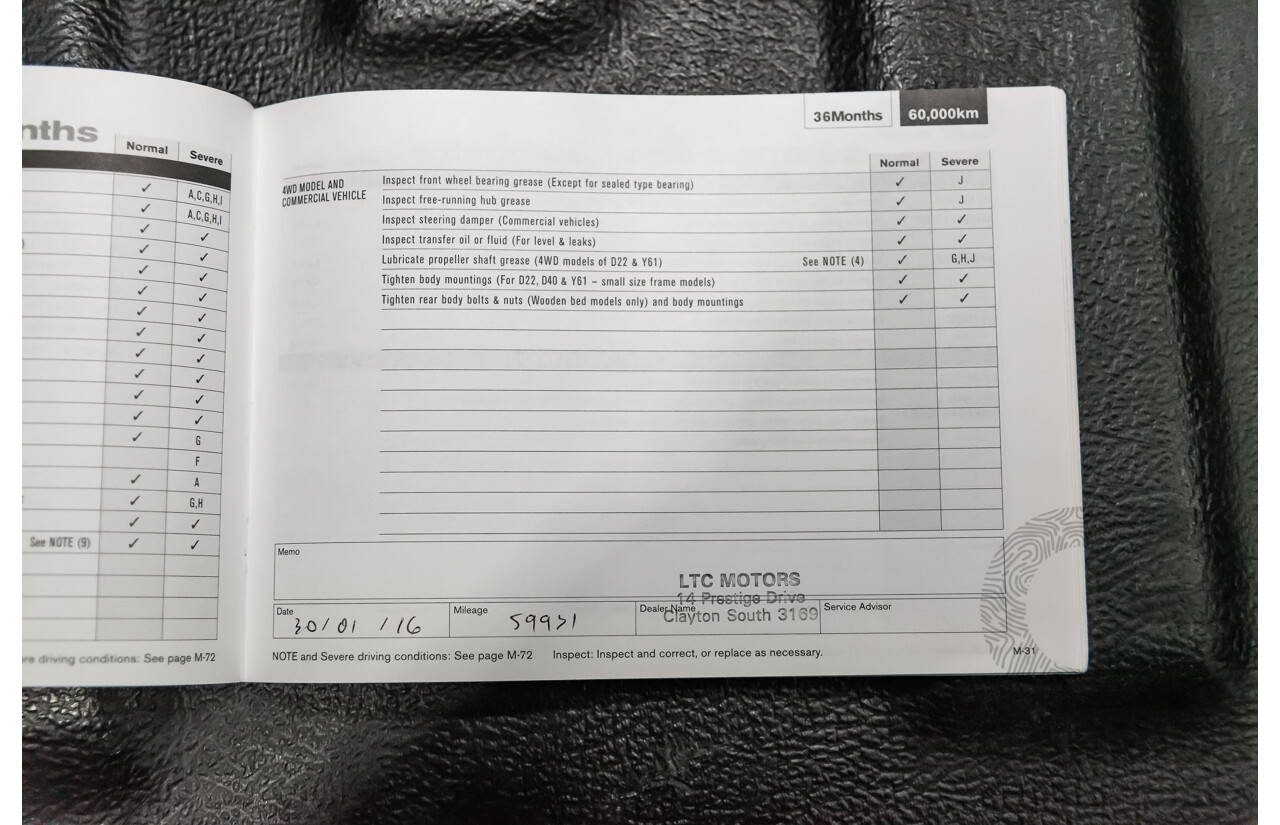 nths
Normal Severe
✓ A,C,G,H,I
✓ A,C,G,H,I
✓ ✓
✓ ✓
✓ ✓
✓ ✓
✓ ✓
✓ ✓
✓ ✓
✓ ✓
✓ ✓
✓ ✓
✓ G
F
✓ A
✓ G,H
✓ ✓
See NOTE (9) ✓ ✓
re driving conditions: See page M-72
36Months 60,000km
Normal Severe
4WD MODEL AND
COMMERCIAL VEHICLE
Inspect front wheel bearing grease (Except for sealed type bearing) ✓ J
Inspect free-running hub grease ✓ J
Inspect steering damper (Commercial vehicles) ✓ ✓
Inspect transfer oil or fluid (For level & leaks) ✓ ✓
Lubricate propeller shaft grease (4WD models of D22 & Y61) See NOTE (4) ✓ G,H,J
Tighten body mountings (For D22, D40 & Y61 – small size frame models) ✓ ✓
Tighten rear body bolts & nuts (Wooden bed models only) and body mountings ✓ ✓
Memo
LTC MOTORS
14 Prestige Drive
Clayton South 3169
Date 30/01/16 Mileage 59931 Dealer Name Service Advisor
NOTE and Severe driving conditions: See page M-72 Inspect: Inspect and correct, or replace as necessary.
M-31